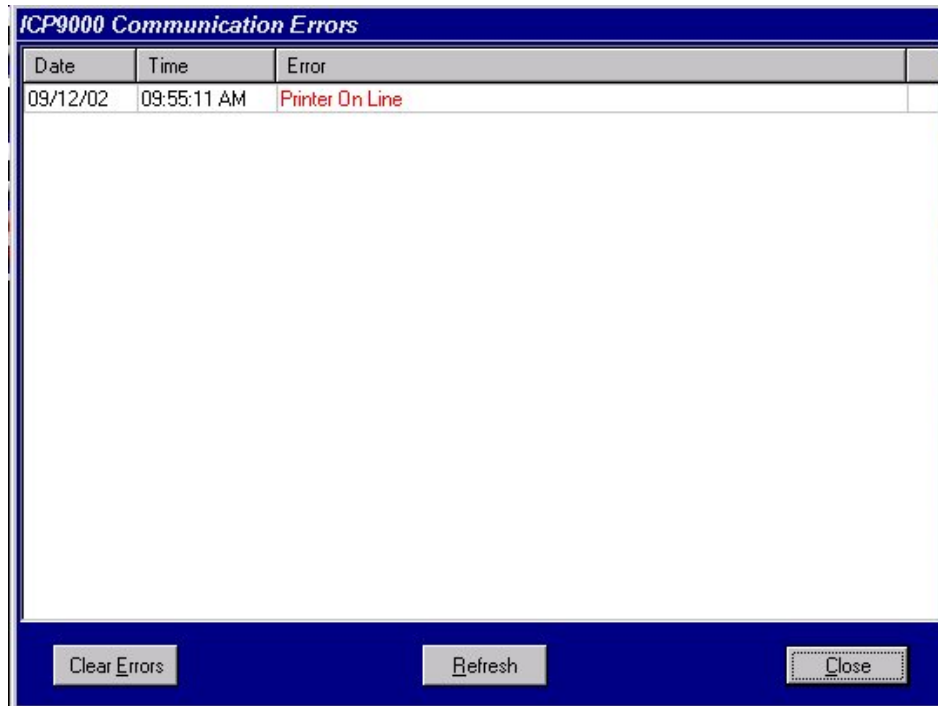 ICP9000 Communication Errors
Date Time Error
09/12/02 09:55:11 AM Printer On Line
Clear Errors Refresh Close